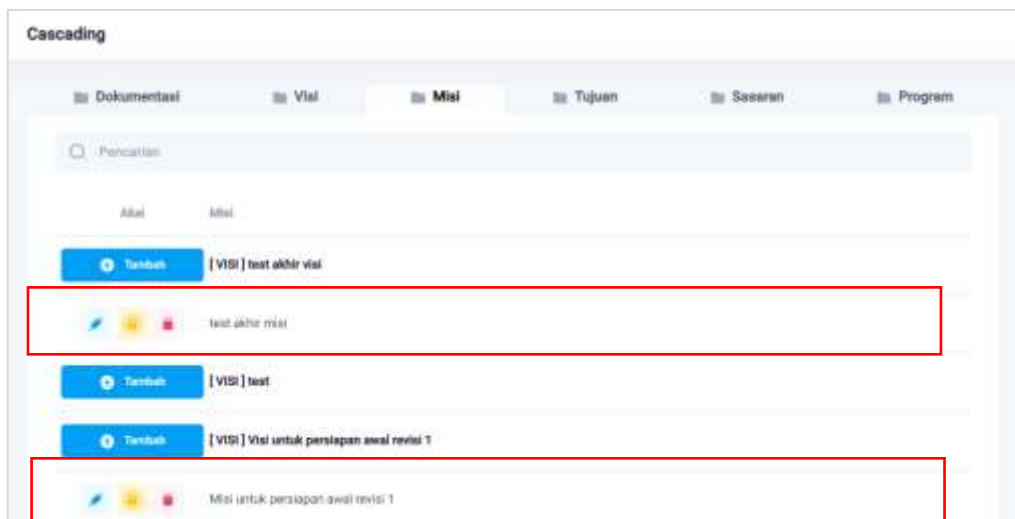 Cascading
Dokumentasi Visi Misi Tujuan Sasaran Program
Pencarian
Aksi Misi
Tambah [ VISI ] test akhir visi
test akhir misi
Tambah [ VISI ] test
Tambah [ VISI ] Visi untuk persiapan awal revisi 1
Misi untuk persiapan awal revisi 1